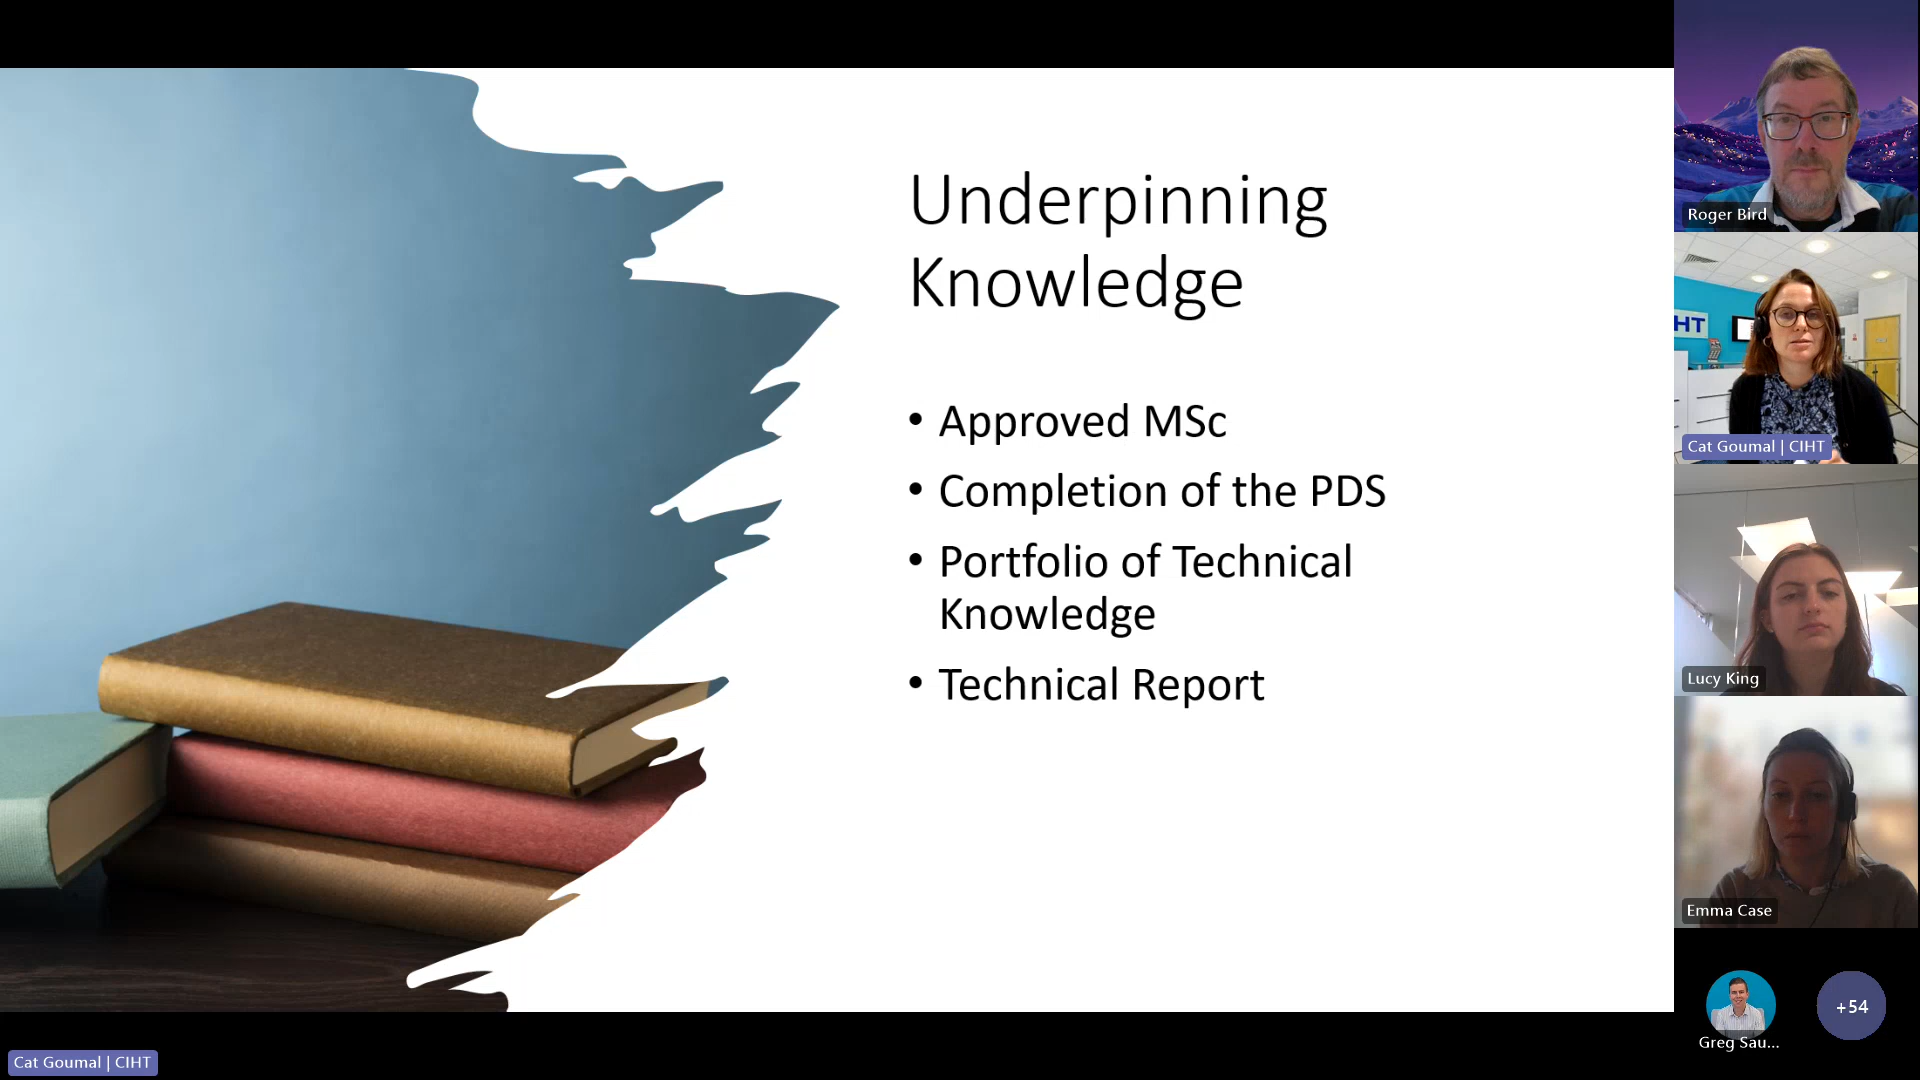 Underpinning
Knowledge
• Approved MSc
• Completion of the PDS
• Portfolio of Technical
Knowledge
• Technical Report
Roger Bird
HT
Cat Goumal | CIHT
Lucy King
Emma Case
Greg Sau...
+54
Cat Goumal | CIHT